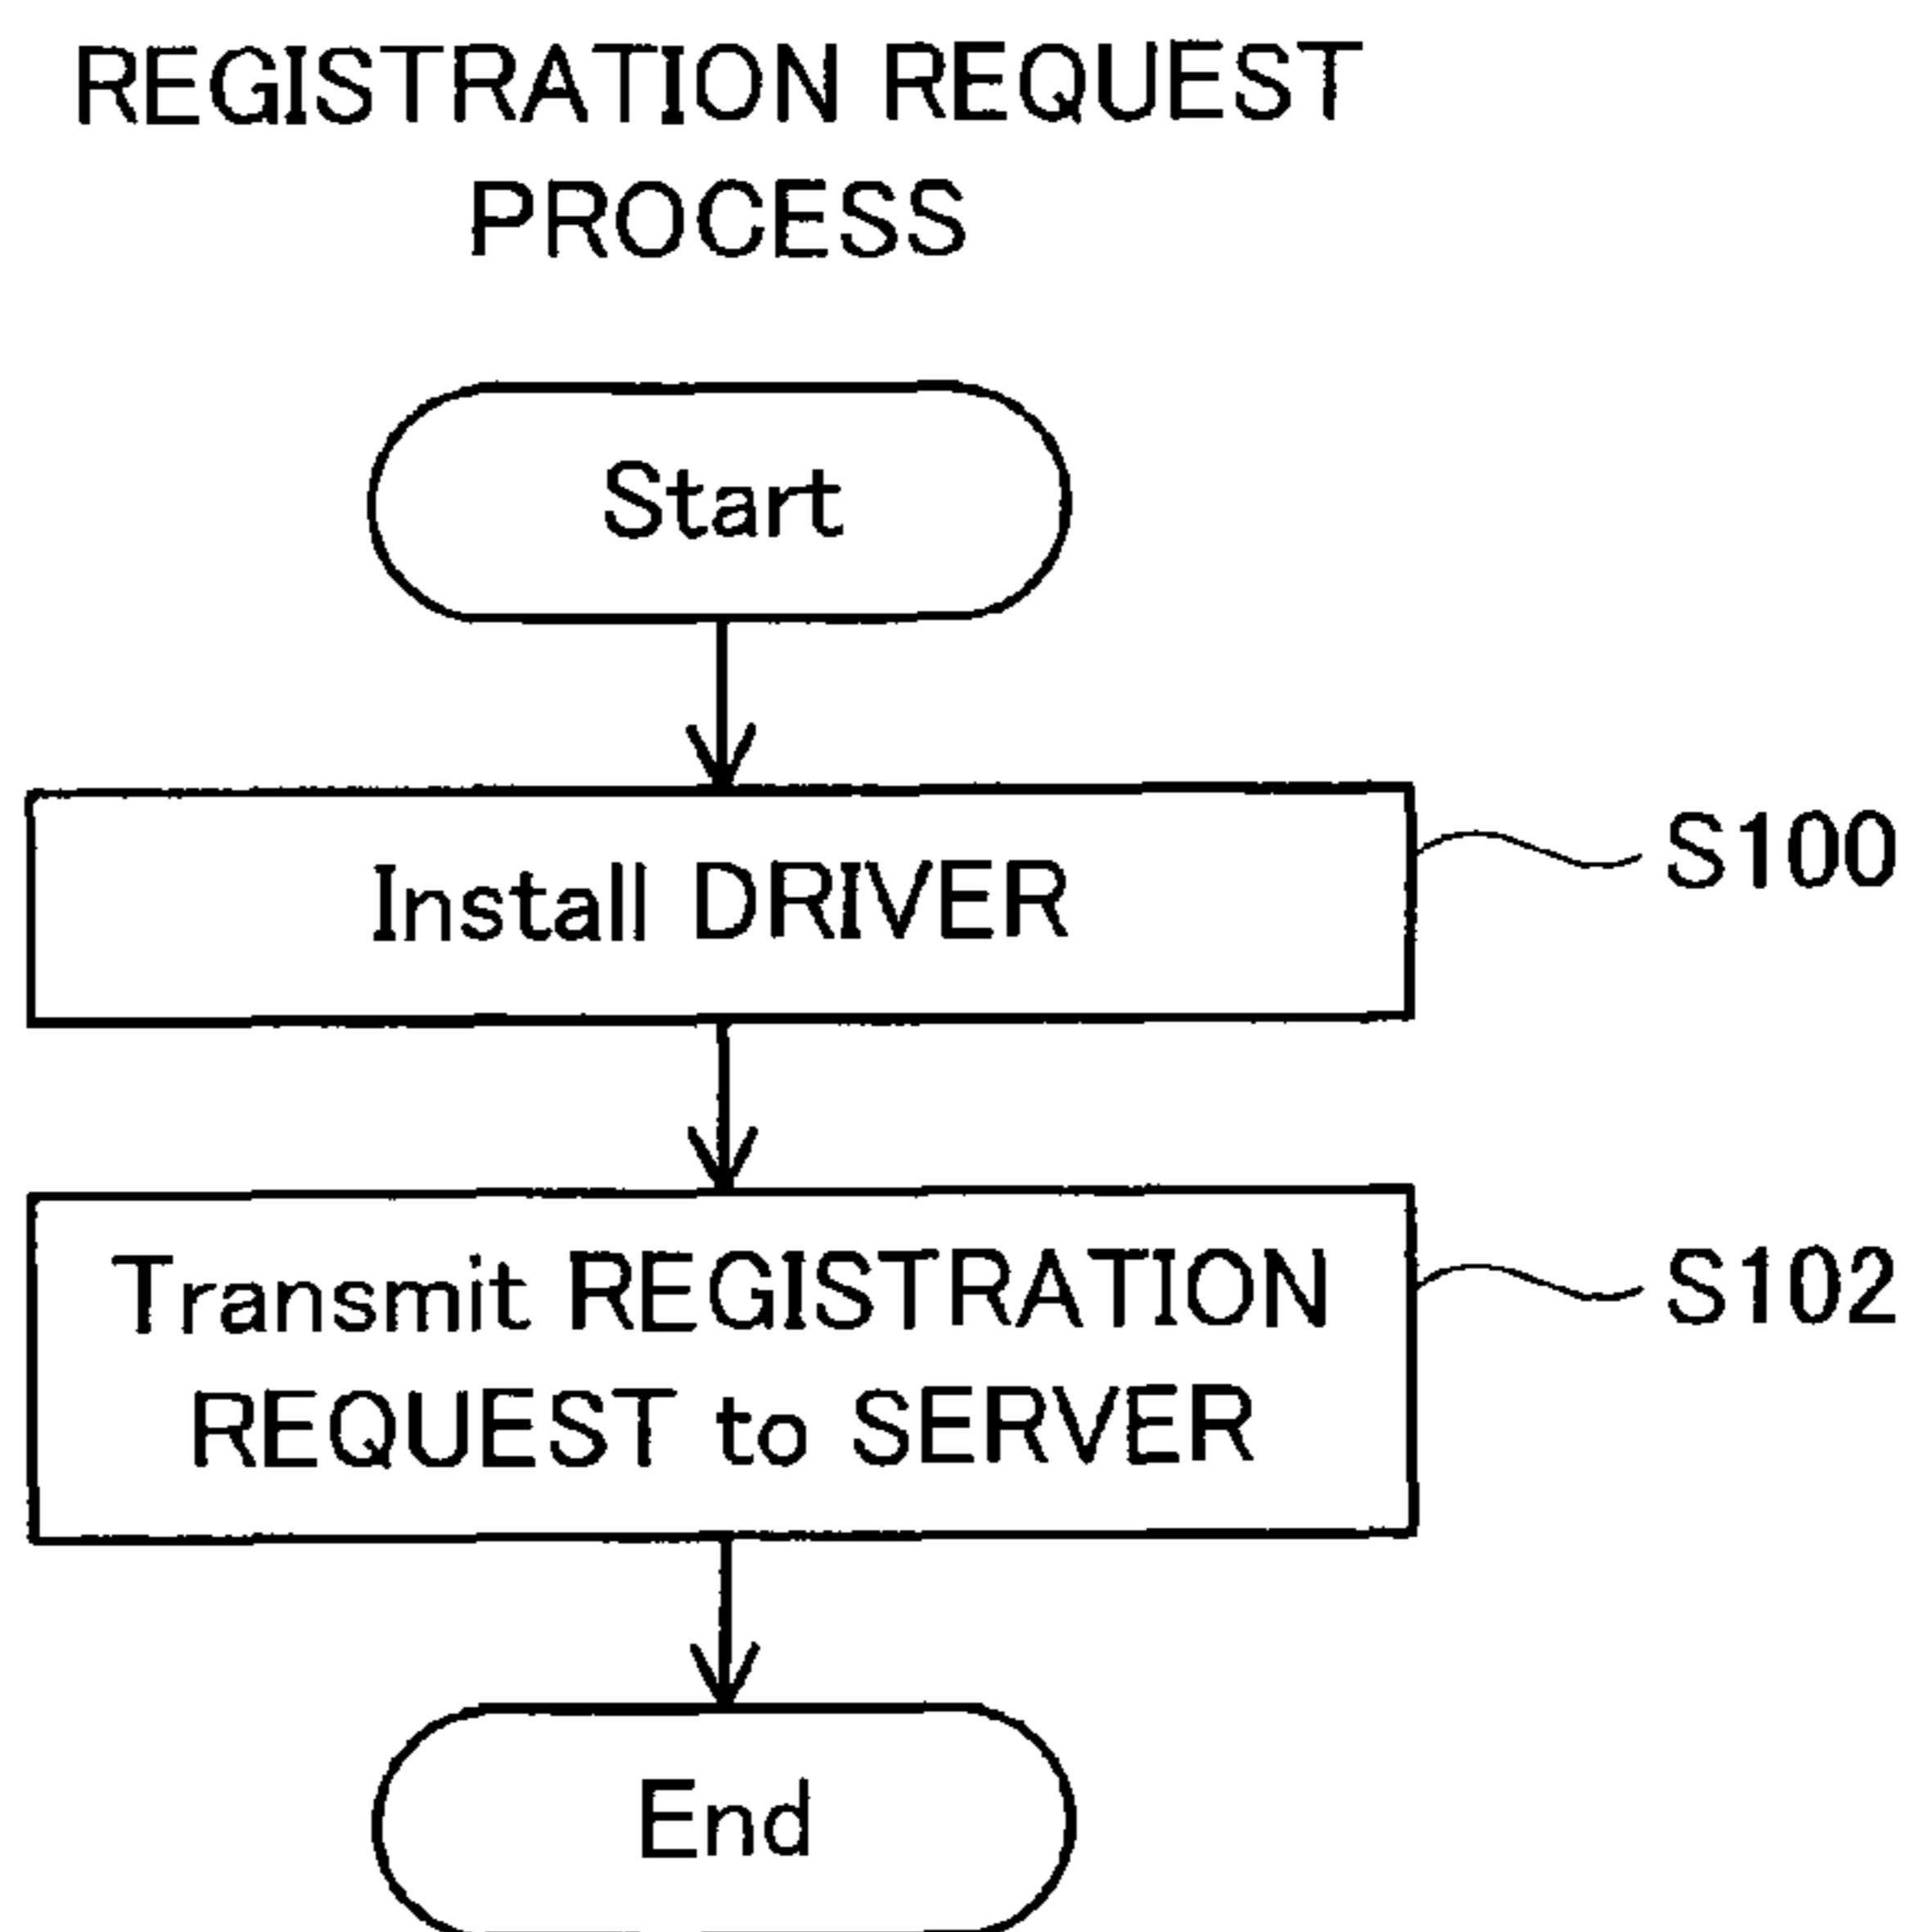 REGISTRATION REQUEST
PROCESS
Start
Install DRIVER
S100
Transmit REGISTRATION
REQUEST to SERVER
S102
End